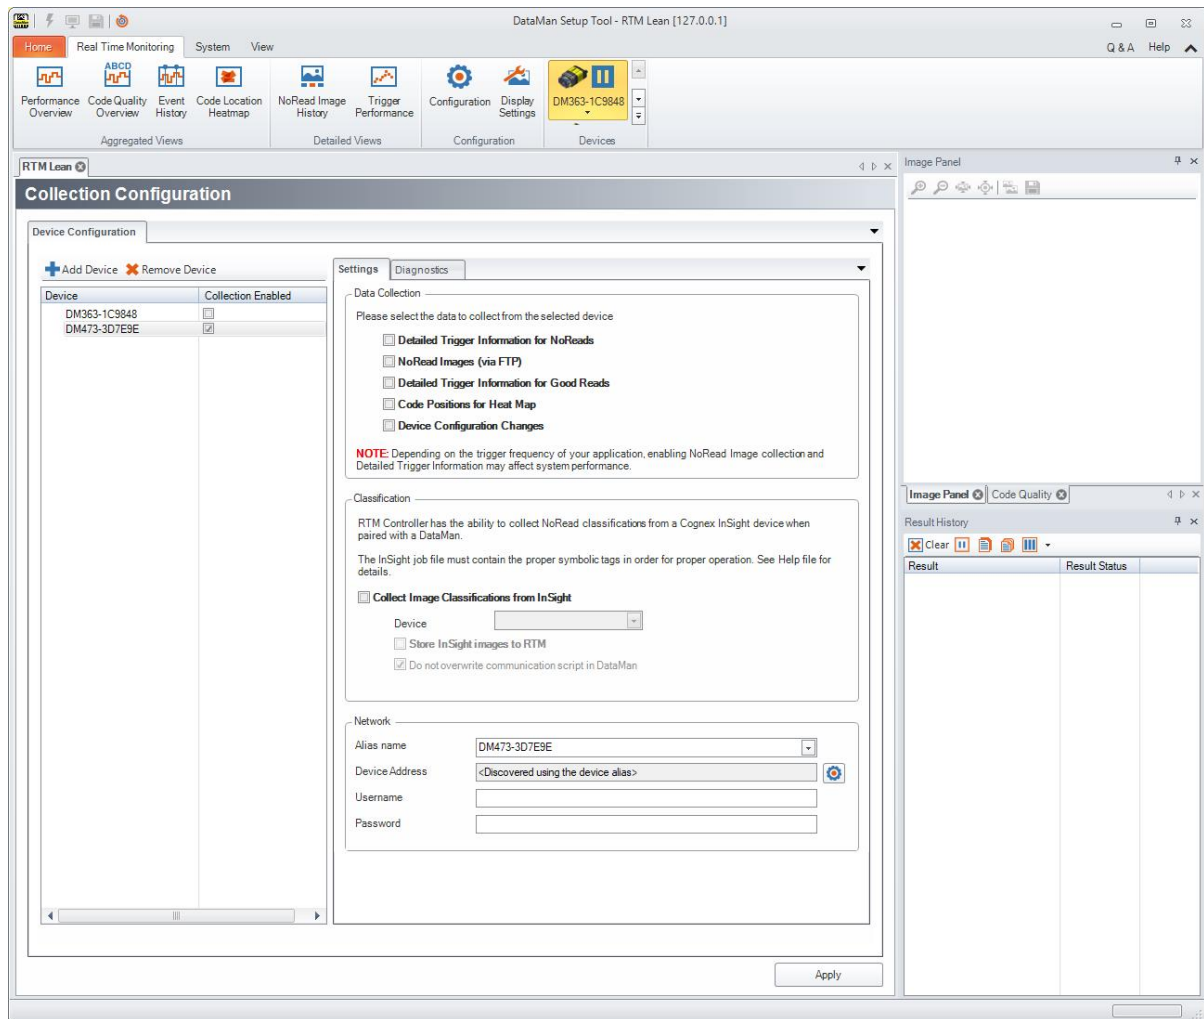 DataMan Setup Tool - RTM Lean [127.0.0.1]
Home Real Time Monitoring System View Q & A Help
ABCD
Performance Overview
Code Quality Overview
Event History
Code Location Heatmap
NoRead Image History
Trigger Performance
Configuration
Display Settings
DM363-1C9848
Aggregated Views Detailed Views Configuration Devices
RTM Lean
Collection Configuration
Device Configuration
Add Device Remove Device
Device Collection Enabled
DM363-1C9848
DM473-3D7E9E
Settings Diagnostics
Data Collection
Please select the data to collect from the selected device
Detailed Trigger Information for NoReads
NoRead Images (via FTP)
Detailed Trigger Information for Good Reads
Code Positions for Heat Map
Device Configuration Changes
NOTE: Depending on the trigger frequency of your application, enabling NoRead Image collection and
Detailed Trigger Information may affect system performance.
Classification
RTM Controller has the ability to collect NoRead classifications from a Cognex InSight device when
paired with a DataMan.
The InSight job file must contain the proper symbolic tags in order for proper operation. See Help file for
details.
Collect Image Classifications from InSight
Device
Store InSight images to RTM
Do not overwrite communication script in DataMan
Network
Alias name DM473-3D7E9E
Device Address <Discovered using the device alias>
Username
Password
Apply
Image Panel
Image Panel Code Quality
Result History
Clear
Result Result Status